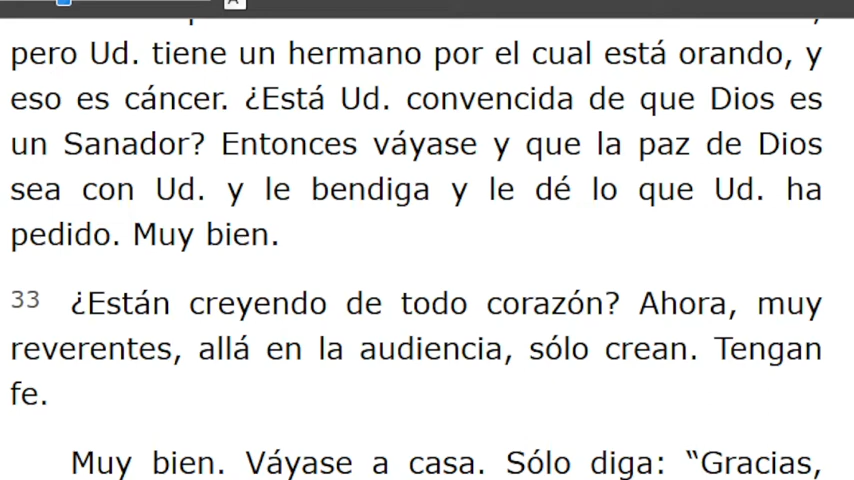 pero Ud. tiene un hermano por el cual está orando, y
eso es cáncer. ¿Está Ud. convencida de que Dios es
un Sanador? Entonces váyase y que la paz de Dios
sea con Ud. y le bendiga y le dé lo que Ud. ha
pedido. Muy bien.
33 ¿Están creyendo de todo corazón? Ahora, muy
reverentes, allá en la audiencia, sólo crean. Tengan
fe.
Muy bien. Váyase a casa. Sólo diga: “Gracias,